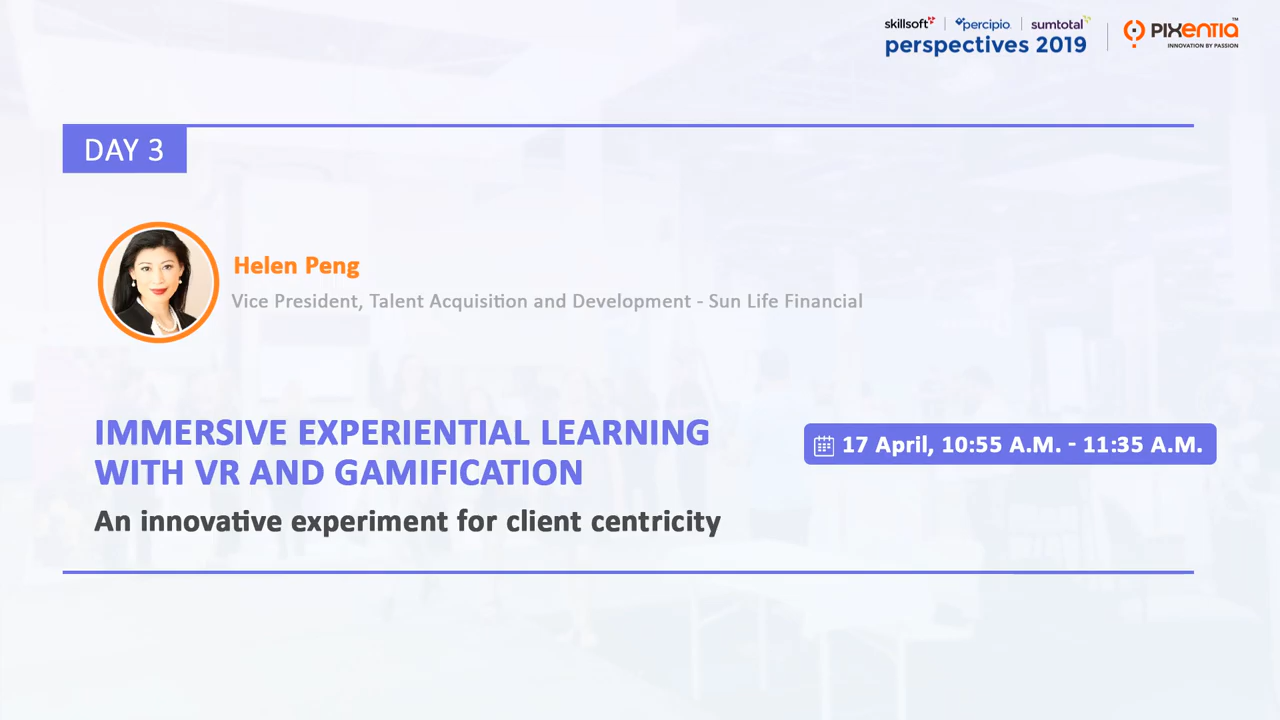 skillsoft percipio. sumtotal
perspectives 2019
PIXENTIA ™
INNOVATION BY PASSION
DAY 3
Helen Peng
Vice President, Talent Acquisition and Development - Sun Life Financial
IMMERSIVE EXPERIENTIAL LEARNING
WITH VR AND GAMIFICATION
17 April, 10:55 A.M. - 11:35 A.M.
An innovative experiment for client centricity